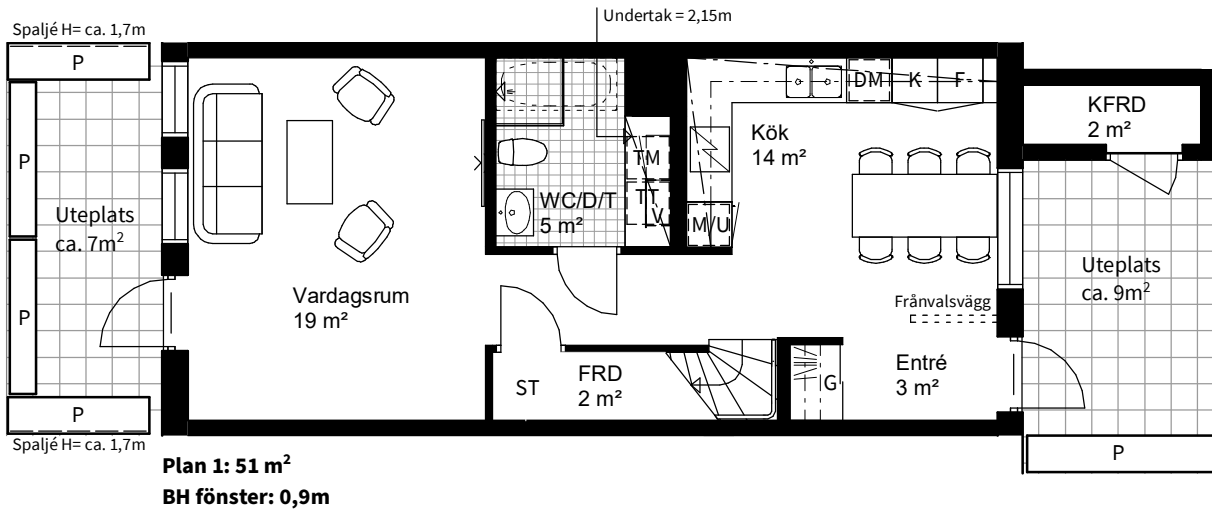 Spaljé H= ca. 1,7m
Undertak = 2,15m
P
DM
K
F
KFRD
2 m²
Kök
14 m²
P
TM
TT
V
WC/D/T
5 m²
M/U
Uteplats
ca. 7m²
Uteplats
ca. 9m²
Vardagsrum
19 m²
Frånvalsvägg
P
ST
FRD
2 m²
G
Entré
3 m²
P
P
Spaljé H= ca. 1,7m
Plan 1: 51 m²
BH fönster: 0,9m